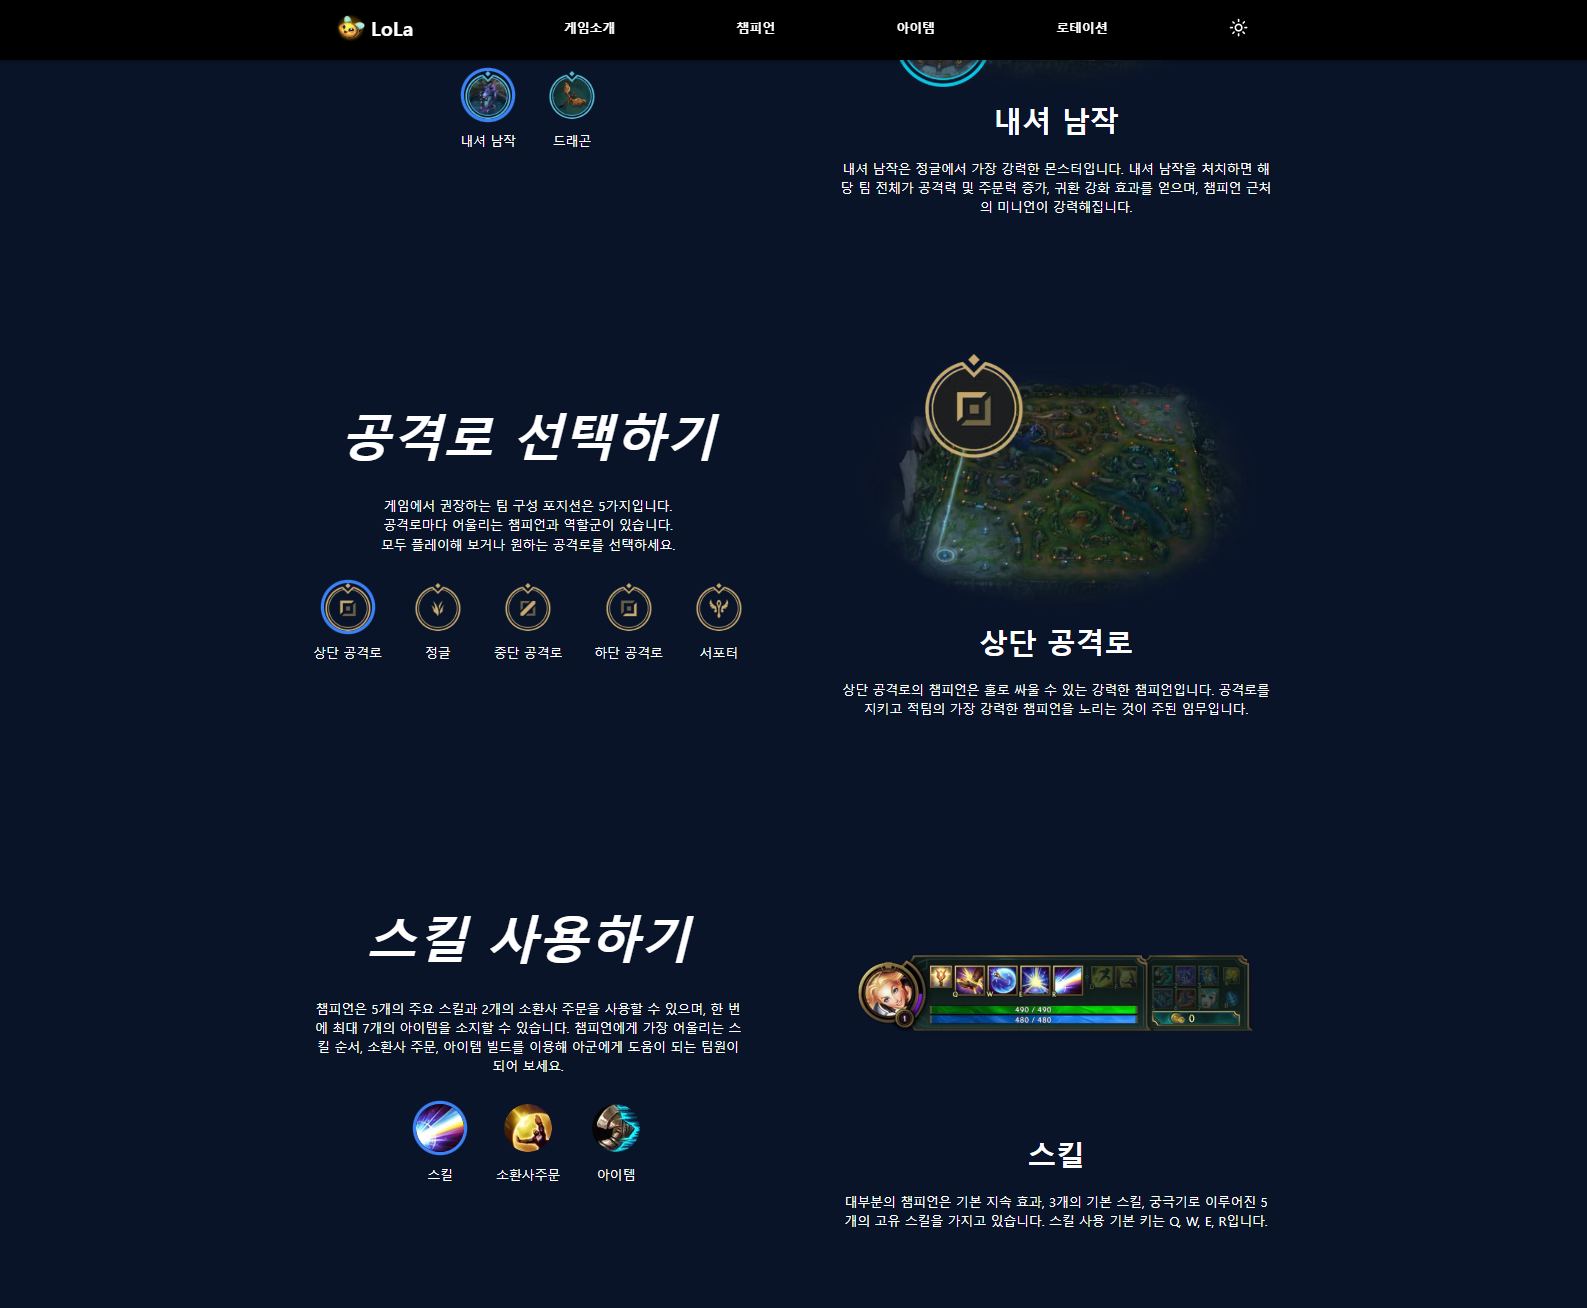 LoLa
게임소개
챔피언
아이템
로테이션
내셔 남작
드래곤
내셔 남작
내셔 남작은 정글에서 가장 강력한 몬스터입니다. 내셔 남작을 처치하면 해
당 팀 전체가 공격력 및 주문력 증가, 귀환 강화 효과를 얻으며, 챔피언 근처
의 미니언이 강력해집니다.
공격로 선택하기
게임에서 권장하는 팀 구성 포지션은 5가지입니다.
공격로마다 어울리는 챔피언과 역할군이 있습니다.
모두 플레이해 보거나 원하는 공격로를 선택하세요.
상단 공격로
정글
중단 공격로
하단 공격로
서포터
상단 공격로
상단 공격로의 챔피언은 홀로 싸울 수 있는 강력한 챔피언입니다. 공격로를
지키고 적팀의 가장 강력한 챔피언을 노리는 것이 주된 임무입니다.
스킬 사용하기
챔피언은 5개의 주요 스킬과 2개의 소환사 주문을 사용할 수 있으며, 한 번
에 최대 7개의 아이템을 소지할 수 있습니다. 챔피언에게 가장 어울리는 스
킬 순서, 소환사 주문, 아이템 빌드를 이용해 아군에게 도움이 되는 팀원이
되어 보세요.
스킬
소환사주문
아이템
Q W E R
490 / 490
480 / 480
1
0
스킬
대부분의 챔피언은 기본 지속 효과, 3개의 기본 스킬, 궁극기로 이루어진 5
개의 고유 스킬을 가지고 있습니다. 스킬 사용 기본 키는 Q, W, E, R입니다.